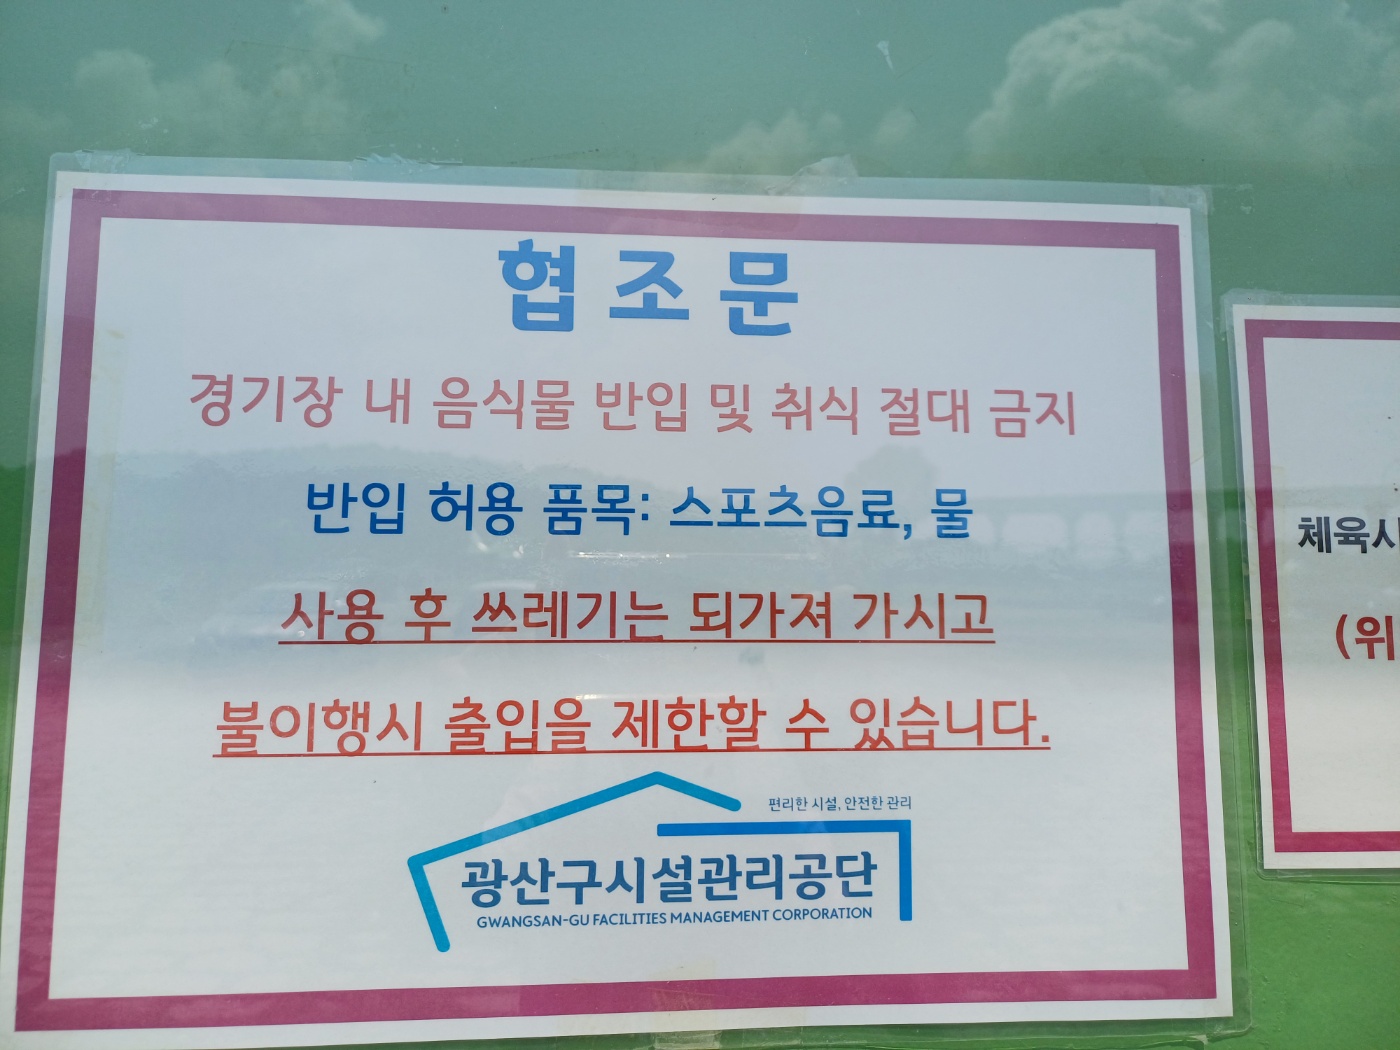 협조문
경기장 내 음식물 반입 및 취식 절대 금지
반입 허용 품목: 스포츠음료, 물
사용 후 쓰레기는 되가져 가시고
불이행시 출입을 제한할 수 있습니다.
편리한 시설, 안전한 관리
광산구시설관리공단
GWANGSAN-GU FACILITIES MANAGEMENT CORPORATION
체육시
(위